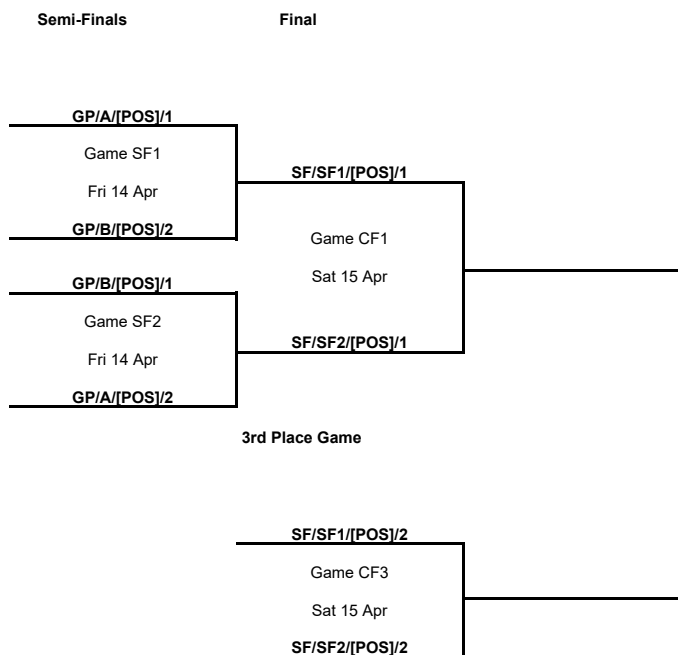 Semi-Finals Final
GP/A/[POS]/1
Game SF1
SF/SF1/[POS]/1
Fri 14 Apr
GP/B/[POS]/2
Game CF1
Sat 15 Apr
GP/B/[POS]/1
Game SF2
SF/SF2/[POS]/1
Fri 14 Apr
GP/A/[POS]/2
3rd Place Game
SF/SF1/[POS]/2
Game CF3
Sat 15 Apr
SF/SF2/[POS]/2